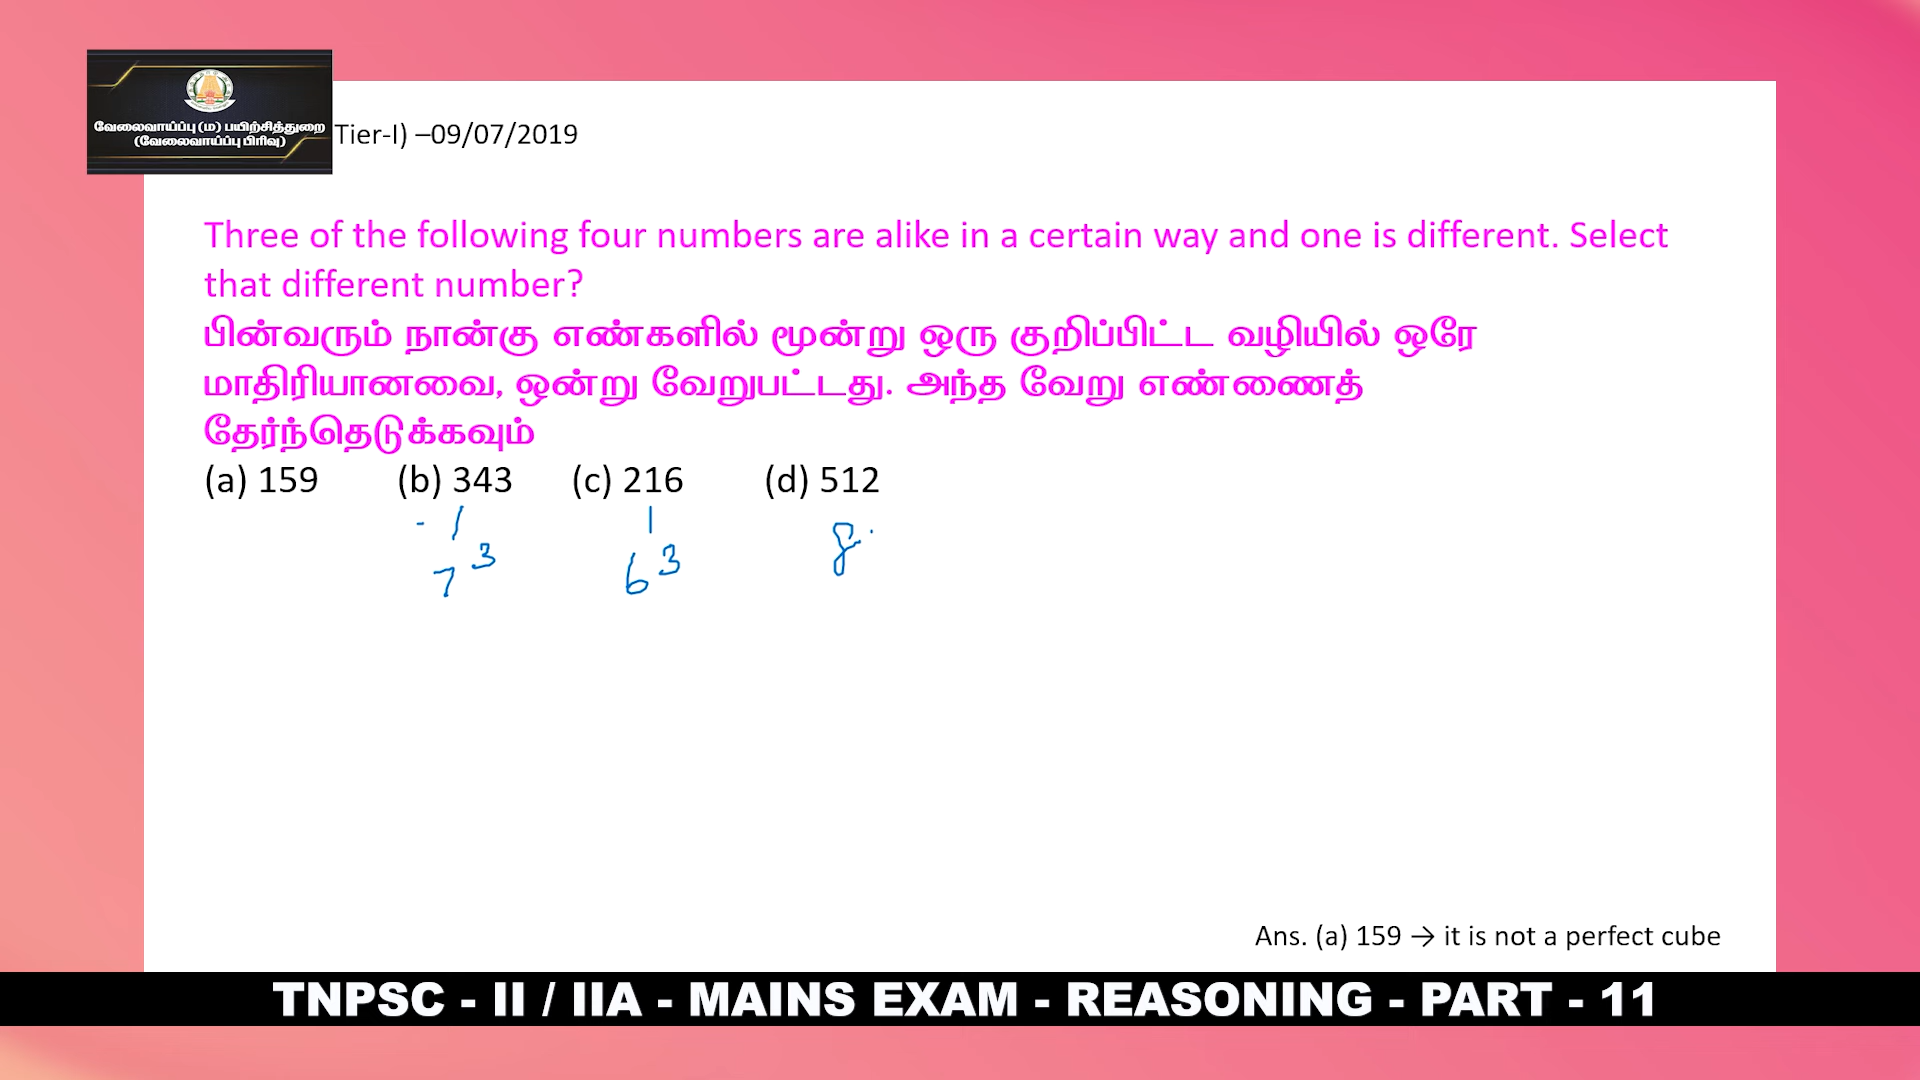 வேலைவாய்ப்பு (ம) பயிற்சித்துறை
(வேலைவாய்ப்பு பிரிவு)
Tier-I) –09/07/2019
Three of the following four numbers are alike in a certain way and one is different. Select
that different number?
பின்வரும் நான்கு எண்களில் மூன்று ஒரு குறிப்பிட்ட வழியில் ஒரே
மாதிரியானவை, ஒன்று வேறுபட்டது. அந்த வேறு எண்ணைத்
தேர்ந்தெடுக்கவும்
(a) 159 (b) 343 (c) 216 (d) 512
7³ 6³ 8
Ans. (a) 159 → it is not a perfect cube
TNPSC - II / IIA - MAINS EXAM - REASONING - PART - 11